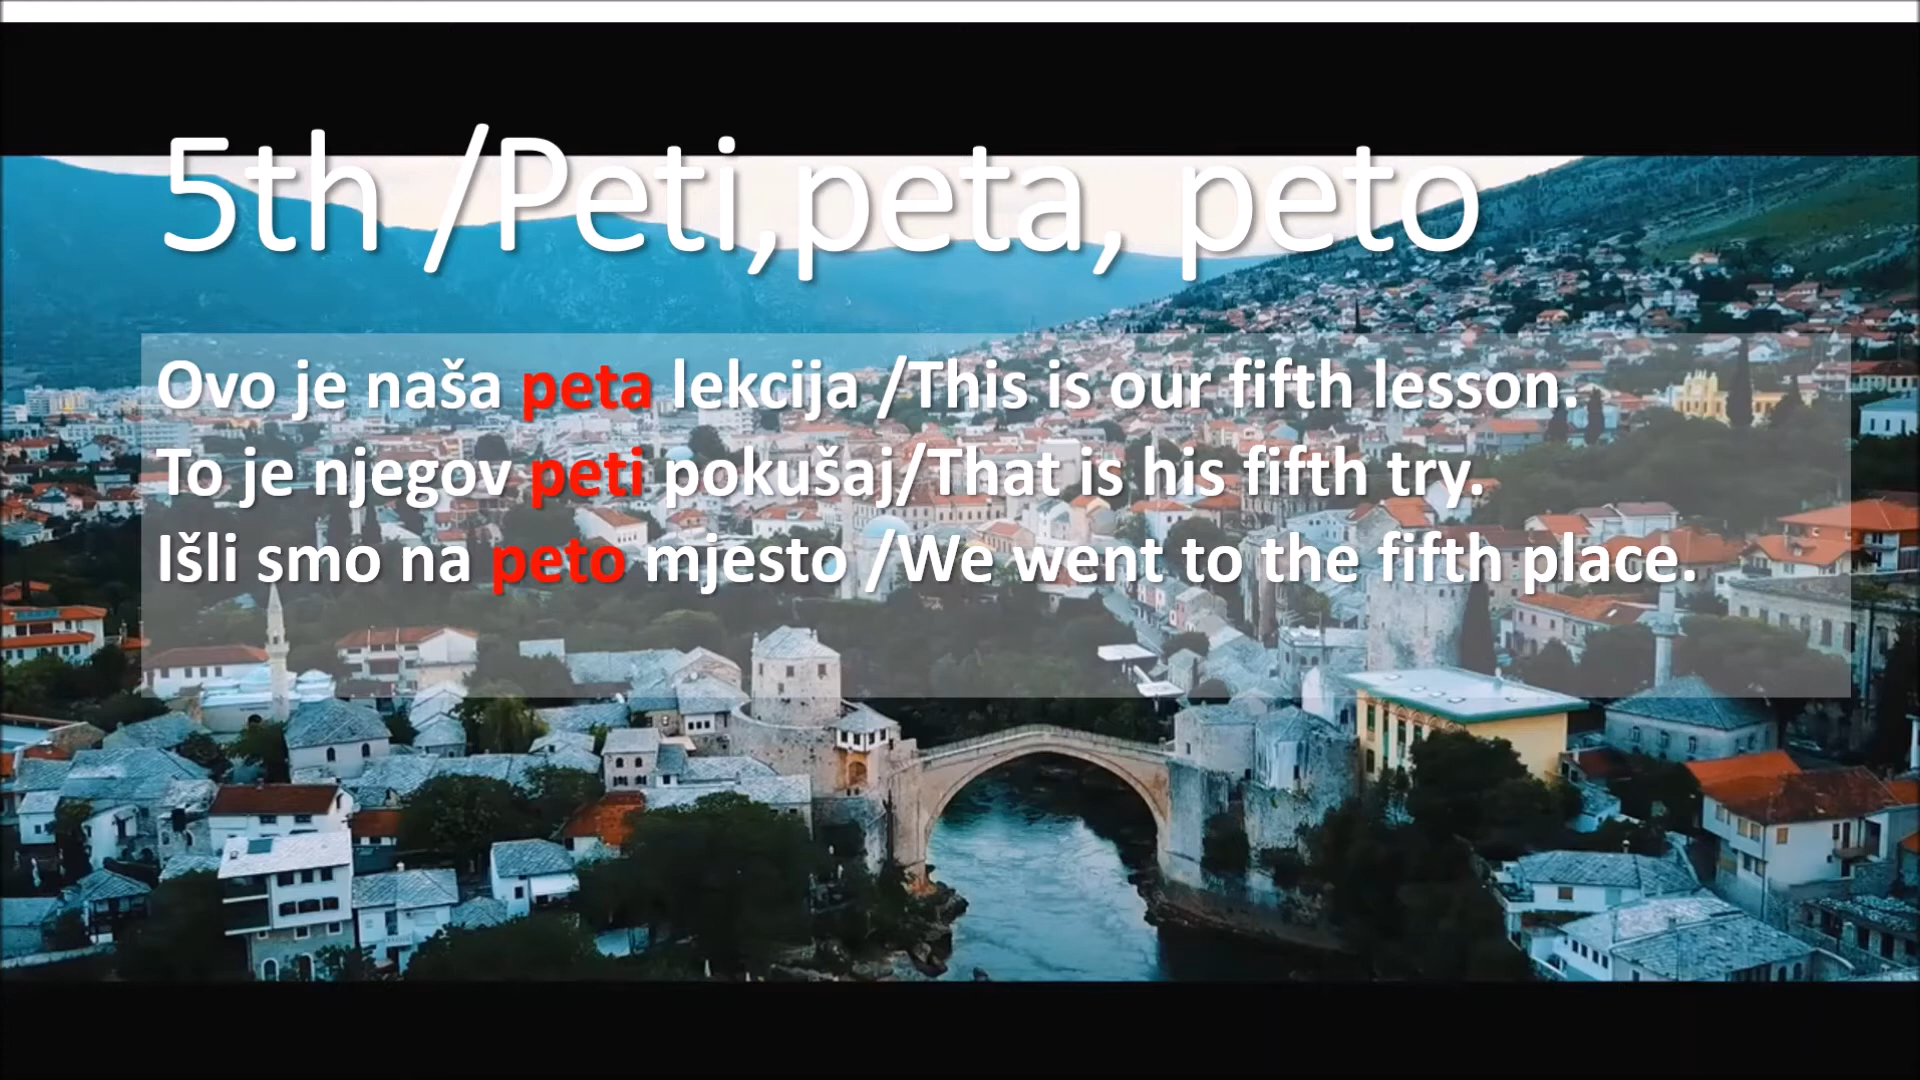 5th /Peti,peta, peto
Ovo je naša peta lekcija /This is our fifth lesson.
To je njegov peti pokušaj/That is his fifth try.
Išli smo na peto mjesto /We went to the fifth place.